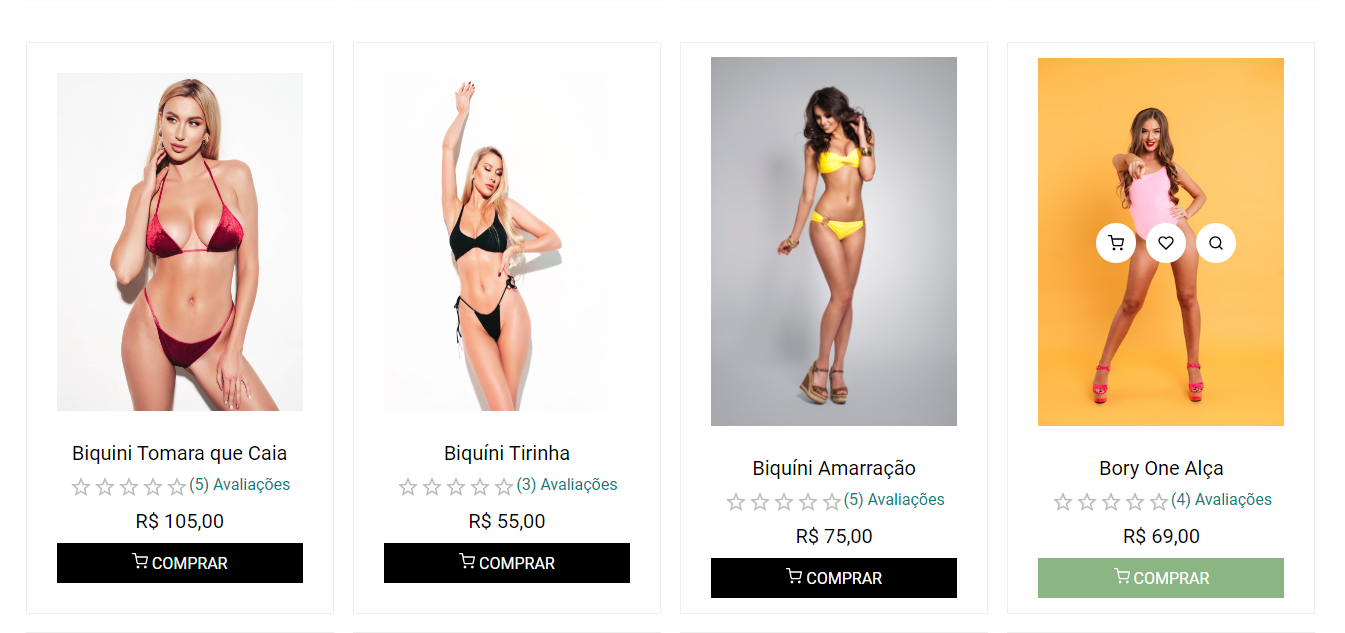 Biquini Tomara que Caia
(5) Avaliações
R$ 105,00
COMPRAR
Biquíni Tirinha
(3) Avaliações
R$ 55,00
COMPRAR
Biquíni Amarração
(5) Avaliações
R$ 75,00
COMPRAR
Bory One Alça
(4) Avaliações
R$ 69,00
COMPRAR